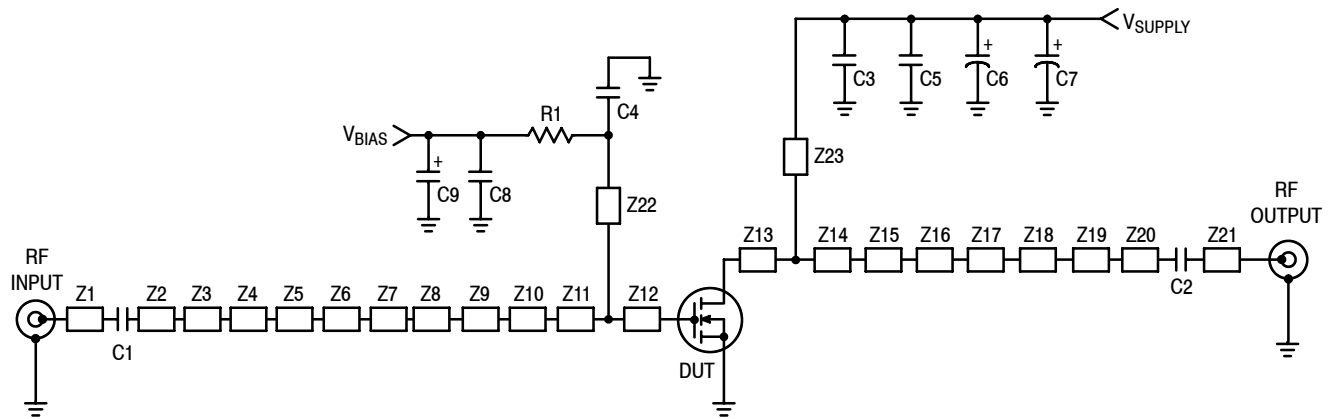 V_SUPPLY
C3 C5 + C6 + C7
C4
R1
V_BIAS
+ C9 C8
Z22
Z23
RF
OUTPUT
Z13 Z14 Z15 Z16 Z17 Z18 Z19 Z20 C2 Z21
RF
INPUT
Z1 C1 Z2 Z3 Z4 Z5 Z6 Z7 Z8 Z9 Z10 Z11 Z12
DUT